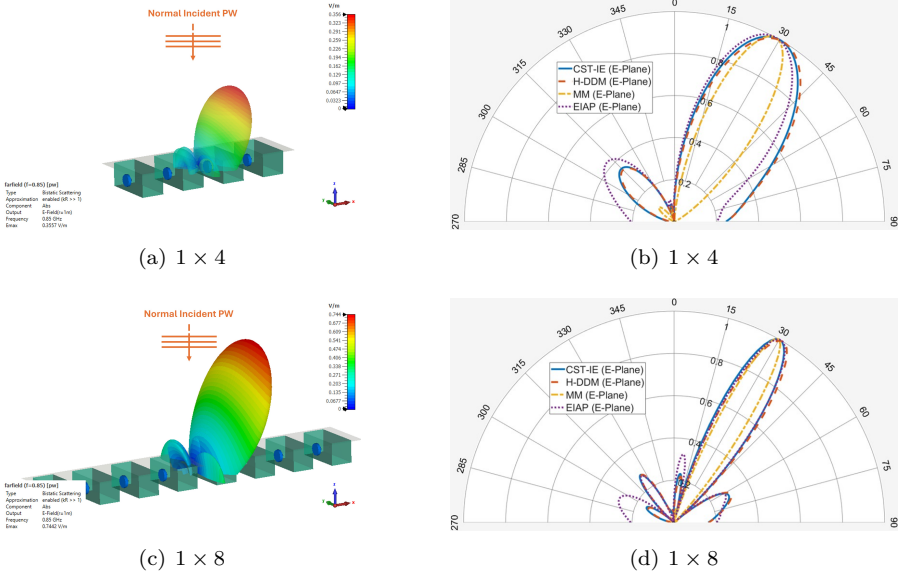 Normal Incident PW
V/m
0.356
0.323
0.291
0.259
0.226
0.194
0.162
0.129
0.097
0.0647
0.0323
0
farfield (f=0.85) [pw]
Type Bistatic Scattering
Approximation enabled (kR >> 1)
Component Abs
Output E-Field(r=1m)
Frequency 0.85 GHz
Emax 0.3557 V/m
z
x
(a) 1 × 4
0
15
30
45
60
75
90
345
330
315
300
285
270
1
0.8
0.6
0.4
0.2
CST-IE (E-Plane)
H-DDM (E-Plane)
MM (E-Plane)
EIAP (E-Plane)
(b) 1 × 4
Normal Incident PW
V/m
0.744
0.677
0.609
0.541
0.474
0.406
0.338
0.271
0.203
0.135
0.0677
0
farfield (f=0.85) [pw]
Type Bistatic Scattering
Approximation enabled (kR >> 1)
Component Abs
Output E-Field(r=1m)
Frequency 0.85 GHz
Emax 0.7442 V/m
z
x
(c) 1 × 8
0
15
30
45
60
75
90
345
330
315
300
285
270
1
0.8
0.6
0.4
0.2
CST-IE (E-Plane)
H-DDM (E-Plane)
MM (E-Plane)
EIAP (E-Plane)
(d) 1 × 8